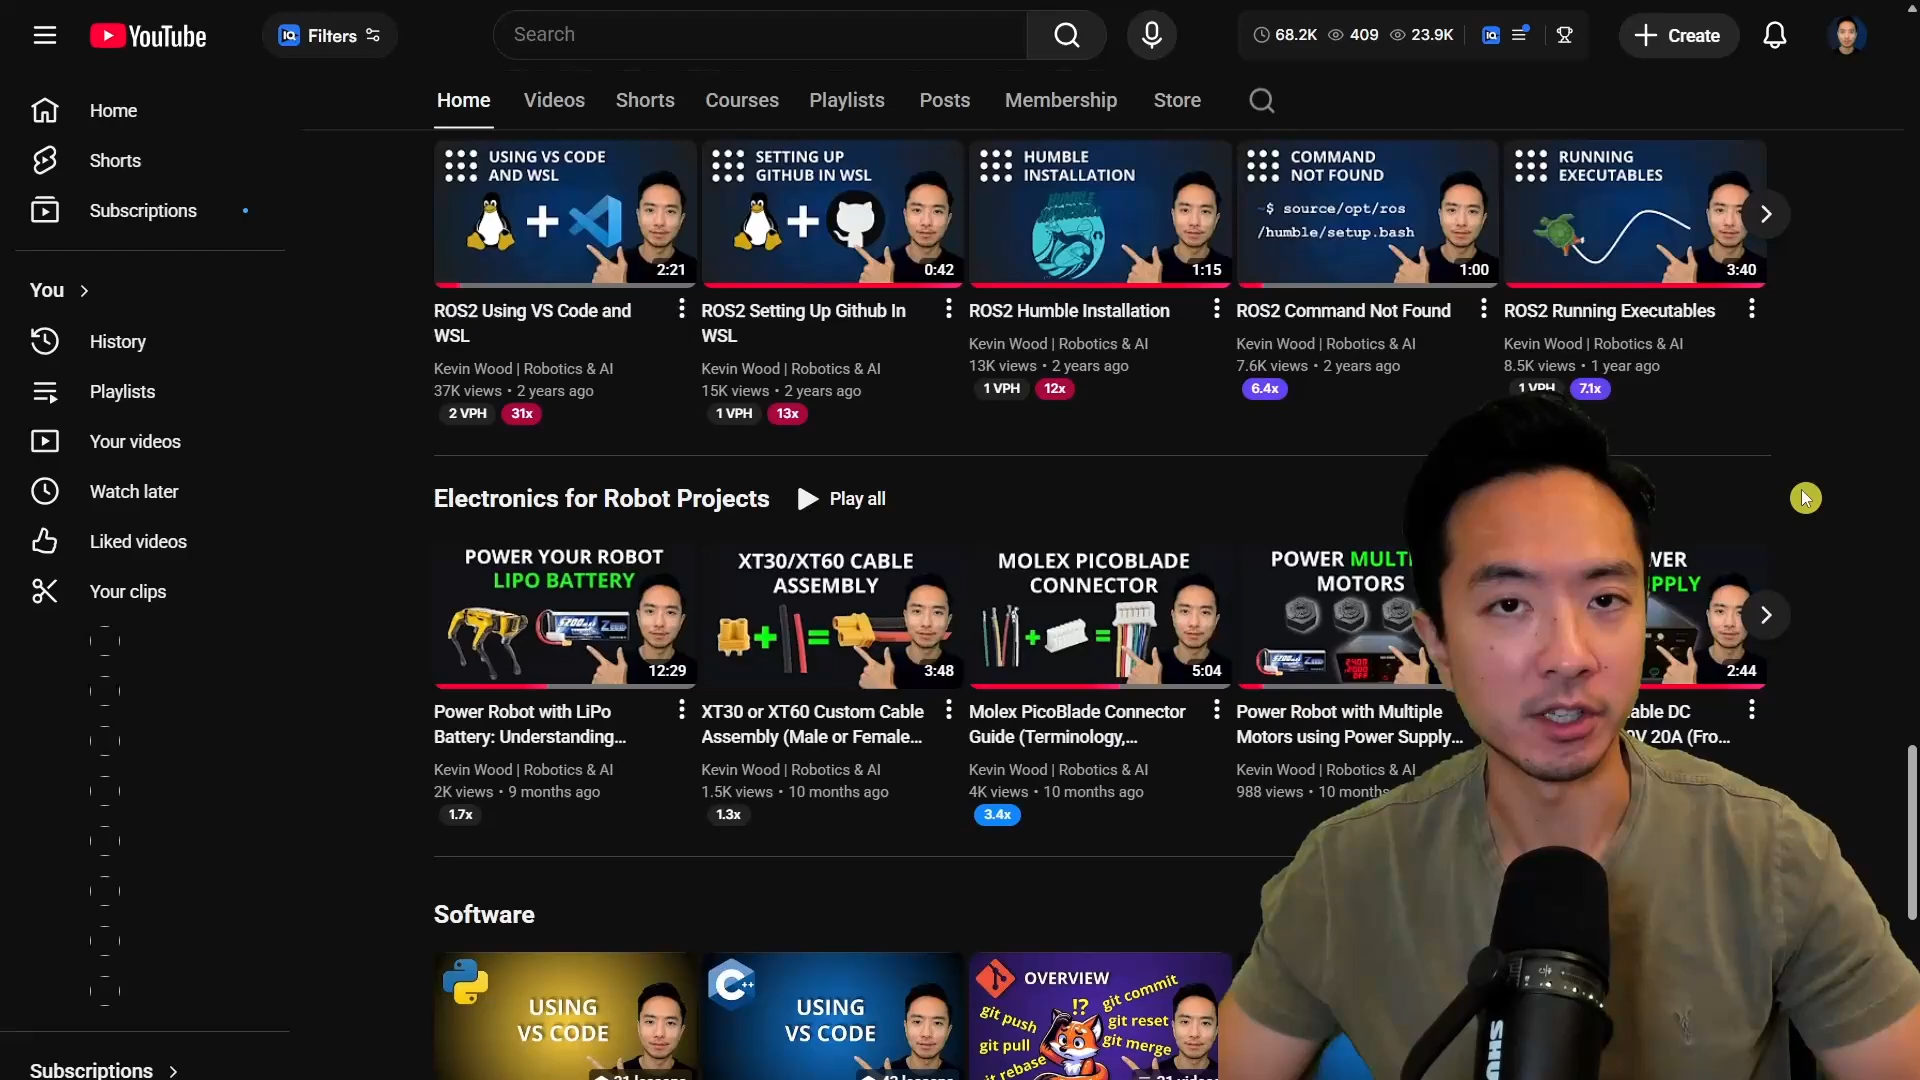 YouTube
Filters
Search
68.2K
409
23.9K
Create
Home
Videos
Shorts
Courses
Playlists
Posts
Membership
Store
Home
Shorts
Subscriptions
You
History
Playlists
Your videos
Watch later
Liked videos
Your clips
Subscriptions
USING VS CODE
AND WSL
2:21
SETTING UP
GITHUB IN WSL
0:42
HUMBLE
INSTALLATION
1:15
COMMAND
NOT FOUND
~$ source/opt/ros
/humble/setup.bash
1:00
RUNNING
EXECUTABLES
3:40
ROS2 Using VS Code and
WSL
Kevin Wood | Robotics & AI
37K views • 2 years ago
2 VPH 31x
ROS2 Setting Up Github In
WSL
Kevin Wood | Robotics & AI
15K views • 2 years ago
1 VPH 13x
ROS2 Humble Installation
Kevin Wood | Robotics & AI
13K views • 2 years ago
1 VPH 12x
ROS2 Command Not Found
Kevin Wood | Robotics & AI
7.6K views • 2 years ago
6.4x
ROS2 Running Executables
Kevin Wood | Robotics & AI
8.5K views • 1 year ago
1 VPH 7.1x
Electronics for Robot Projects
Play all
POWER YOUR ROBOT
LIPO BATTERY
12:29
XT30/XT60 CABLE
ASSEMBLY
3:48
MOLEX PICOBLADE
CONNECTOR
5:04
POWER MULTI
MOTORS
2:44
Power Robot with LiPo
Battery: Understanding...
Kevin Wood | Robotics & AI
2K views • 9 months ago
1.7x
XT30 or XT60 Custom Cable
Assembly (Male or Female...
Kevin Wood | Robotics & AI
1.5K views • 10 months ago
1.3x
Molex PicoBlade Connector
Guide (Terminology,...
Kevin Wood | Robotics & AI
4K views • 10 months ago
3.4x
Power Robot with Multiple
Motors using Power Supply...
Kevin Wood | Robotics & AI
988 views • 10 months
DC
20A (Fro...
Software
USING
VS CODE
USING
VS CODE
OVERVIEW
git commit
git push
!?
git reset
git pull
git merge
git rebase